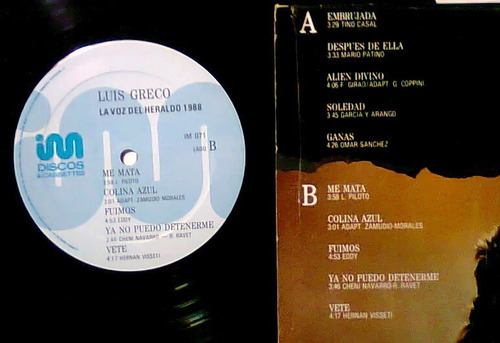 LUIS GRECO
LA VOZ DEL HERALDO 1988
im
DISCOS
& CASSETTES
IM 071
LADO B
ME MATA
3:58 L. PILOTO
COLINA AZUL
3:01 ADAPT. ZAMUDIO-MORALES
FUIMOS
4:53 EDDY
YA NO PUEDO DETENERME
3:46 CHENI NAVARRO - R. RAVET
VETE
4:17 HERNAN VISSETI
A
EMBRUJADA
3:29 TINO CASAL
DESPUES DE ELLA
3:33 MARIO PATIÑO
ALIEN DIVINO
4:06 F. GIRAO/ADAPT. G. COPPINI
SOLEDAD
3:45 GARCIA Y ARANGO
GANAS
4:26 OMAR SANCHEZ
B
ME MATA
3:58 L. PILOTO
COLINA AZUL
3:01 ADAPT. ZAMUDIO-MORALES
FUIMOS
4:53 EDDY
YA NO PUEDO DETENERME
3:46 CHENI NAVARRO-R. RAVET
VETE
4:17 HERNAN VISSETI